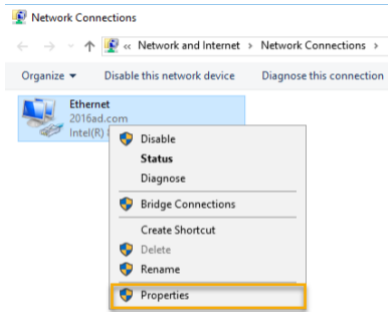 Network Connections
« Network and Internet > Network Connections >
Organize Disable this network device Diagnose this connection
Ethernet
2016ad.com
Intel(R)
Disable
Status
Diagnose
Bridge Connections
Create Shortcut
Delete
Rename
Properties